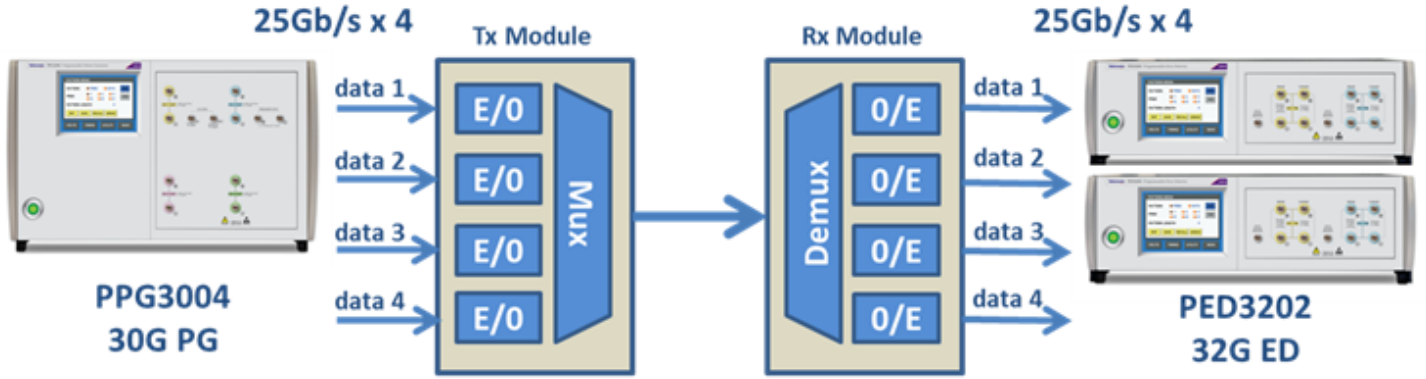 25Gb/s x 4
Tx Module
Rx Module
25Gb/s x 4
data 1
data 2
data 3
data 4
E/0
E/0
E/0
E/0
Mux
Demux
0/E
0/E
0/E
0/E
data 1
data 2
data 3
data 4
PPG3004
30G PG
PED3202
32G ED